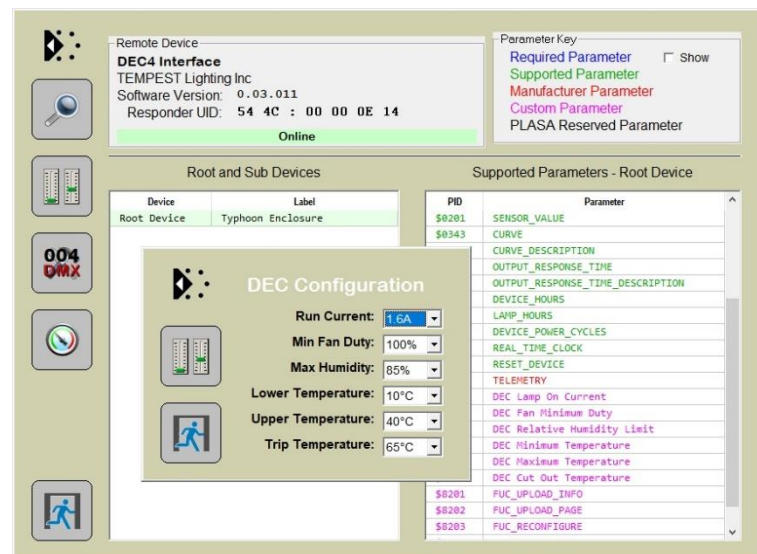 Remote Device
DEC4 Interface
TEMPEST Lighting Inc
Software Version: 0.03.011
Responder UID: 54 4C : 00 00 0E 14
Online
Parameter Key
Required Parameter
Show
Supported Parameter
Manufacturer Parameter
Custom Parameter
PLASA Reserved Parameter
004
DMX
Root and Sub Devices
Device Label
Root Device Typhoon Enclosure
Supported Parameters - Root Device
PID Parameter
$0201 SENSOR_VALUE
$0343 CURVE
CURVE_DESCRIPTION
OUTPUT_RESPONSE_TIME
OUTPUT_RESPONSE_TIME_DESCRIPTION
DEVICE_HOURS
LAMP_HOURS
DEVICE_POWER_CYCLES
REAL_TIME_CLOCK
RESET_DEVICE
TELEMETRY
DEC Lamp On Current
DEC Fan Minimum Duty
DEC Relative Humidity Limit
DEC Minimum Temperature
DEC Maximum Temperature
DEC Cut Out Temperature
$8201 FUC_UPLOAD_INFO
$8202 FUC_UPLOAD_PAGE
$8203 FUC_RECONFIGURE
DEC Configuration
Run Current: 1.6A
Min Fan Duty: 100%
Max Humidity: 85%
Lower Temperature: 10°C
Upper Temperature: 40°C
Trip Temperature: 65°C